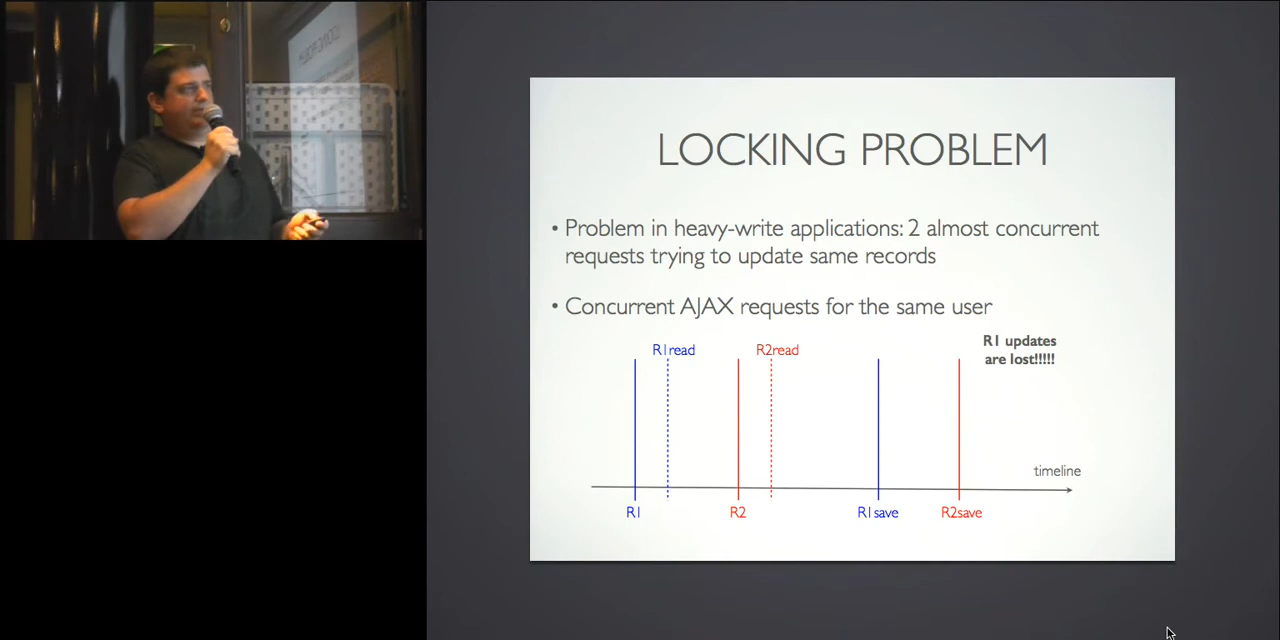 LOCKING PROBLEM
• Problem in heavy-write applications: 2 almost concurrent
requests trying to update same records
• Concurrent AJAX requests for the same user
R1 updates
are lost!!!!!
R1read
R2read
timeline
R1
R2
R1save
R2save